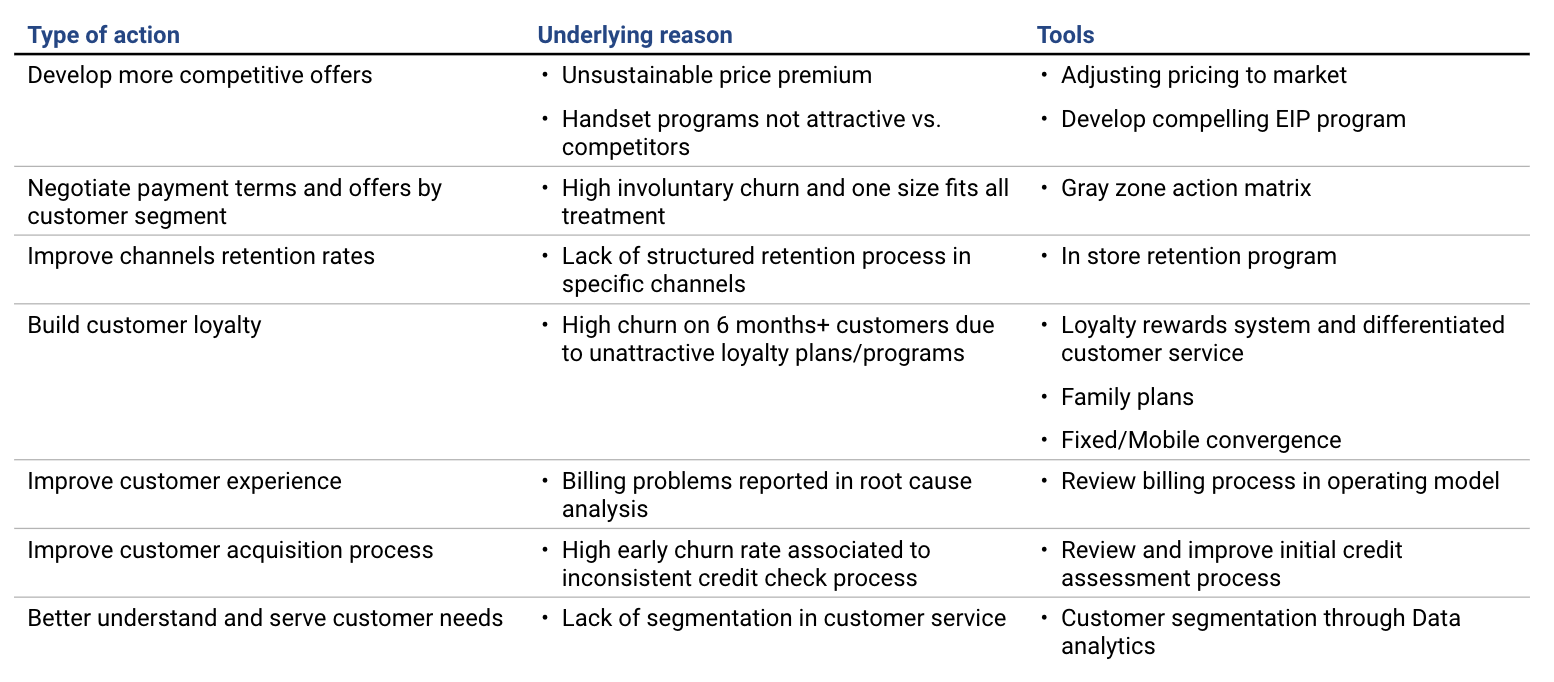 Type of action
Underlying reason
Tools
Develop more competitive offers
• Unsustainable price premium
• Handset programs not attractive vs.
competitors
• Adjusting pricing to market
• Develop compelling EIP program
Negotiate payment terms and offers by
customer segment
• High involuntary churn and one size fits all
treatment
• Gray zone action matrix
Improve channels retention rates
• Lack of structured retention process in
specific channels
• In store retention program
Build customer loyalty
• High churn on 6 months+ customers due
to unattractive loyalty plans/programs
• Loyalty rewards system and differentiated
customer service
• Family plans
• Fixed/Mobile convergence
Improve customer experience
• Billing problems reported in root cause
analysis
• Review billing process in operating model
Improve customer acquisition process
• High early churn rate associated to
inconsistent credit check process
• Review and improve initial credit
assessment process
Better understand and serve customer needs
• Lack of segmentation in customer service
• Customer segmentation through Data
analytics